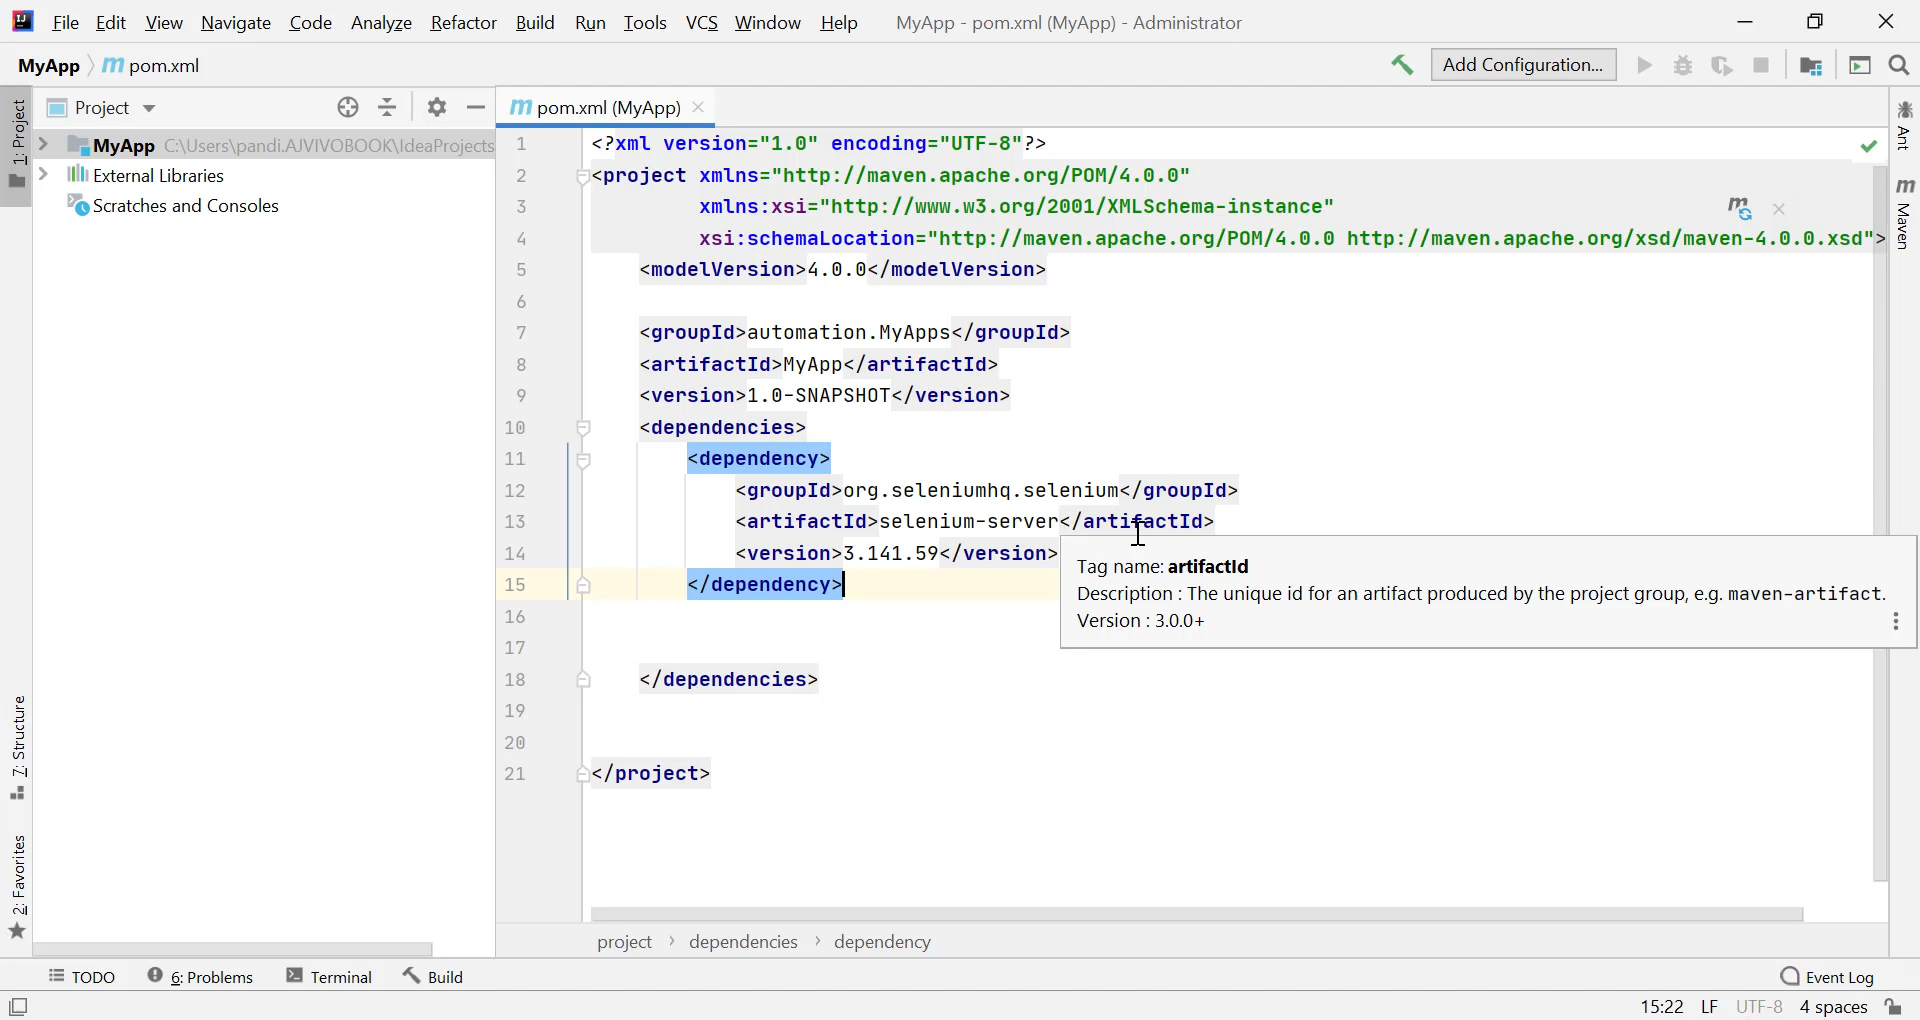 File Edit View Navigate Code Analyze Refactor Build Run Tools VCS Window Help MyApp - pom.xml (MyApp) - Administrator
MyApp m pom.xml Add Configuration...
Project m pom.xml (MyApp)
1: Project
MyApp C:\Users\pandi.AJVIVOBOOK\IdeaProjects
External Libraries
Scratches and Consoles
7: Structure
2: Favorites
1 <?xml version="1.0" encoding="UTF-8"?>
2 <project xmlns="http://maven.apache.org/POM/4.0.0"
3 xmlns:xsi="http://www.w3.org/2001/XMLSchema-instance"
4 xsi:schemaLocation="http://maven.apache.org/POM/4.0.0 http://maven.apache.org/xsd/maven-4.0.0.xsd">
5 <modelVersion>4.0.0</modelVersion>
6
7 <groupId>automation.MyApps</groupId>
8 <artifactId>MyApp</artifactId>
9 <version>1.0-SNAPSHOT</version>
10 <dependencies>
11 <dependency>
12 <groupId>org.seleniumhq.selenium</groupId>
13 <artifactId>selenium-server</artifactId>
14 <version>3.141.59</version>
15 </dependency>
16
17
18 </dependencies>
19
20
21 </project>
Tag name: artifactId
Description : The unique id for an artifact produced by the project group, e.g. maven-artifact.
Version : 3.0.0+
Ant
m Maven
project › dependencies › dependency
TODO 6: Problems Terminal Build Event Log
15:22 LF UTF-8 4 spaces